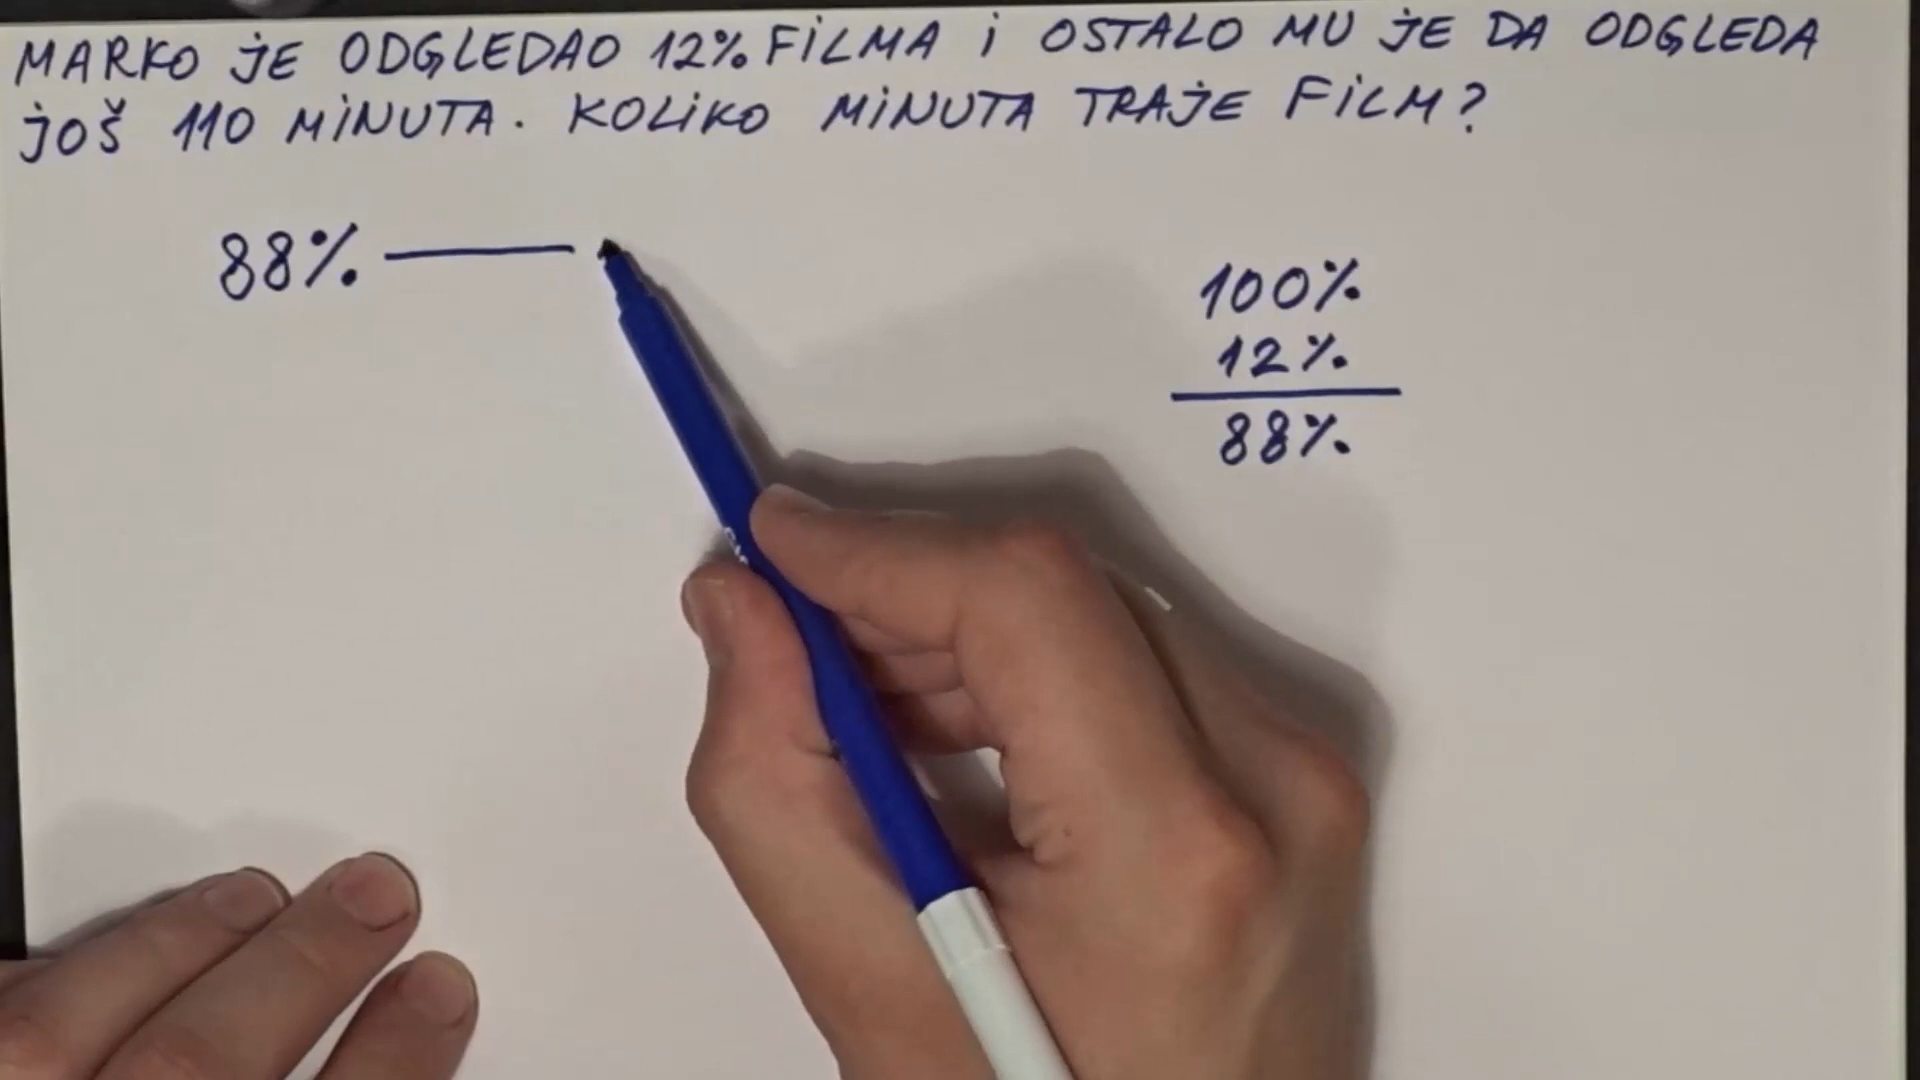 MARKO JE ODGLEDAO 12% FILMA I OSTALO MU JE DA ODGLEDA
JOŠ 110 MINUTA. KOLIKO MINUTA TRAJE FILM?
88% —
100%
12%
88%